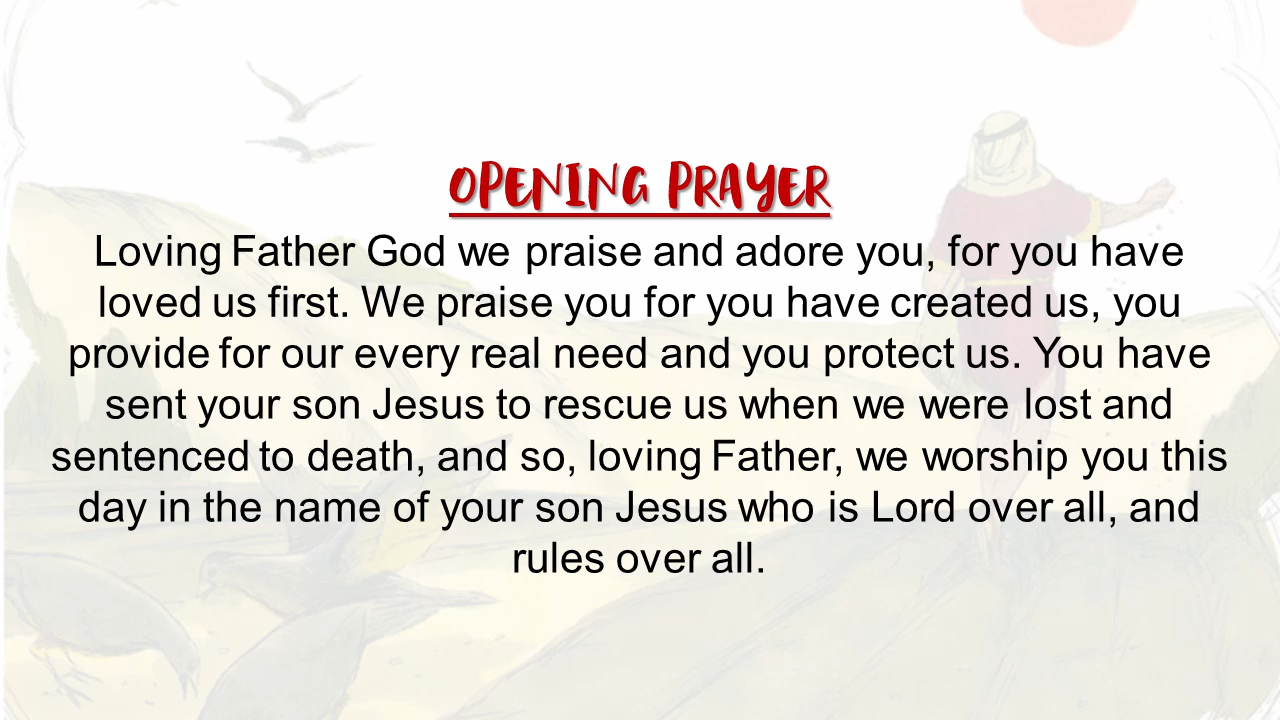 OPENING PRAYER
Loving Father God we praise and adore you, for you have
loved us first. We praise you for you have created us, you
provide for our every real need and you protect us. You have
sent your son Jesus to rescue us when we were lost and
sentenced to death, and so, loving Father, we worship you this
day in the name of your son Jesus who is Lord over all, and
rules over all.